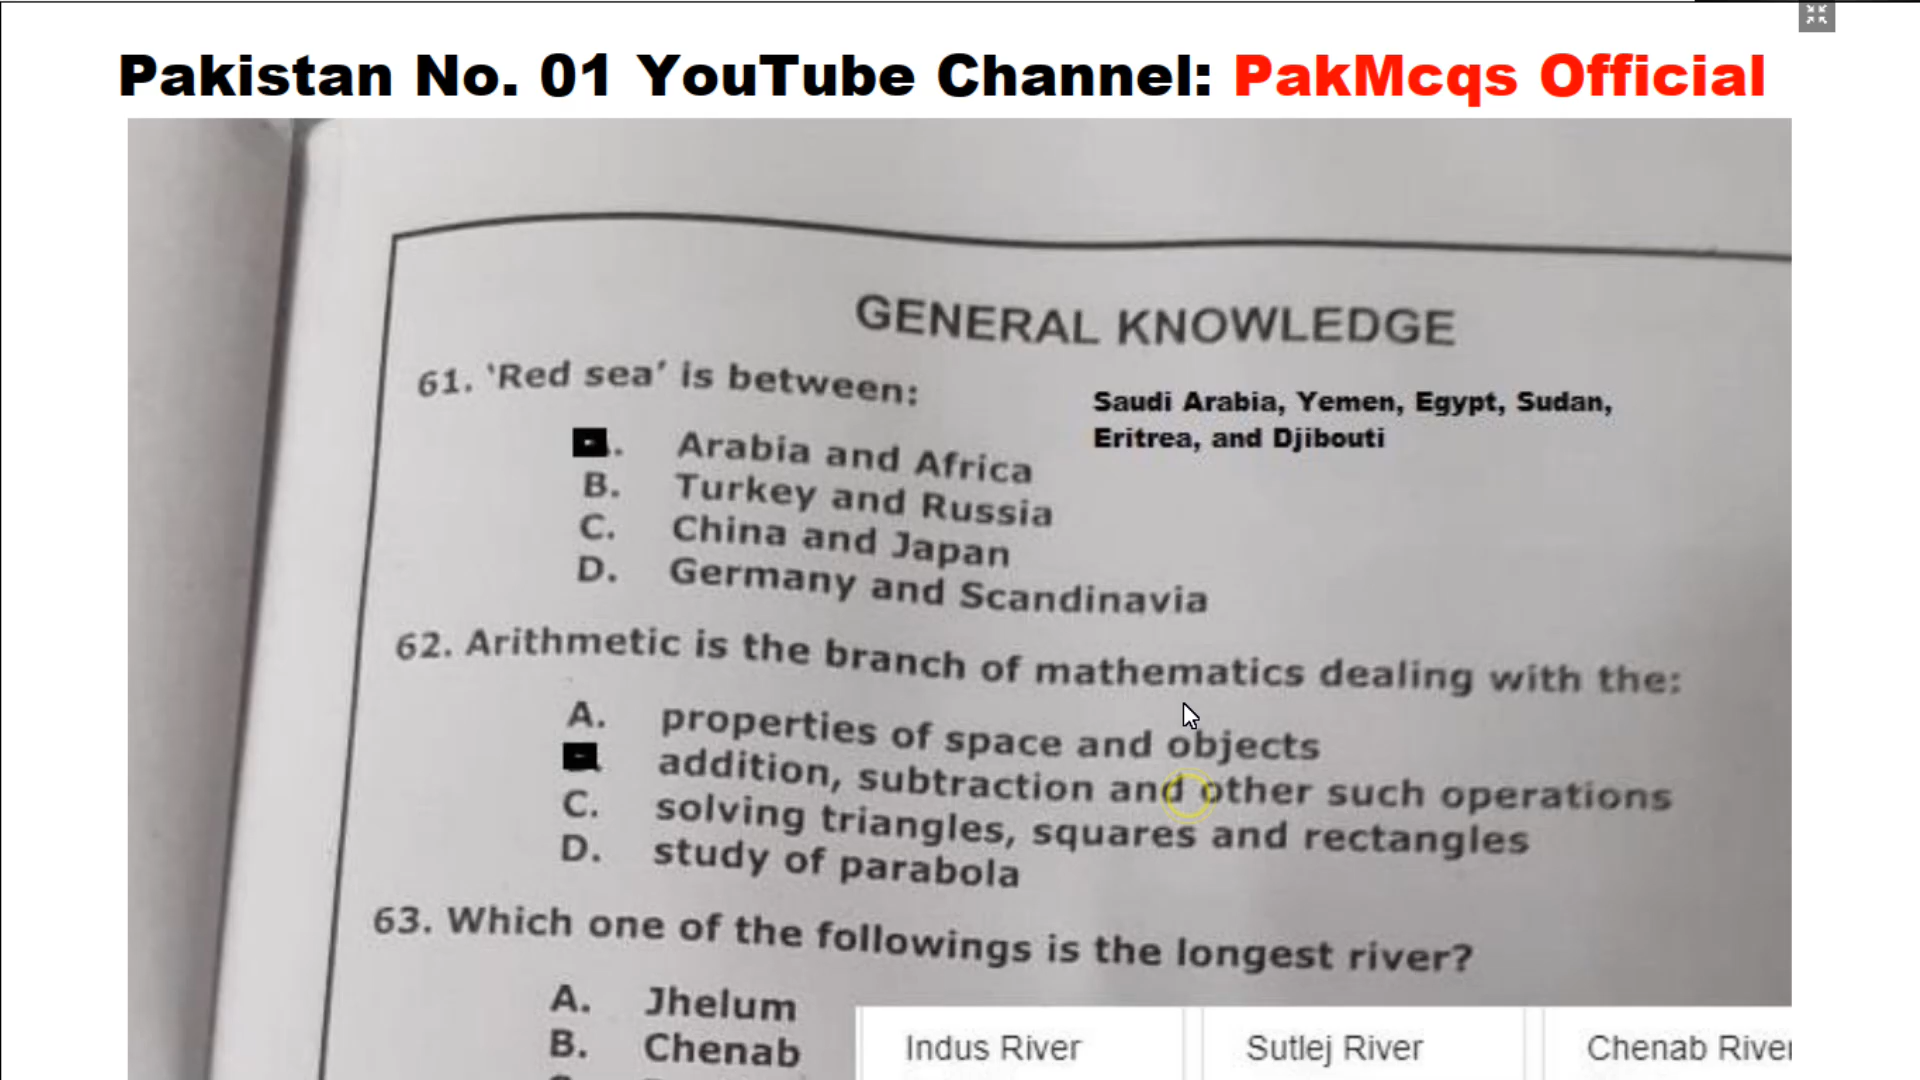 Pakistan No. 01 YouTube Channel: PakMcqs Official
GENERAL KNOWLEDGE
61. ‘Red sea’ is between:
Saudi Arabia, Yemen, Egypt, Sudan,
Eritrea, and Djibouti
. Arabia and Africa
B. Turkey and Russia
C. China and Japan
D. Germany and Scandinavia
62. Arithmetic is the branch of mathematics dealing with the:
A. properties of space and objects
addition, subtraction and other such operations
C. solving triangles, squares and rectangles
D. study of parabola
63. Which one of the followings is the longest river?
A. Jhelum
B. Chenab
Indus River Sutlej River Chenab River